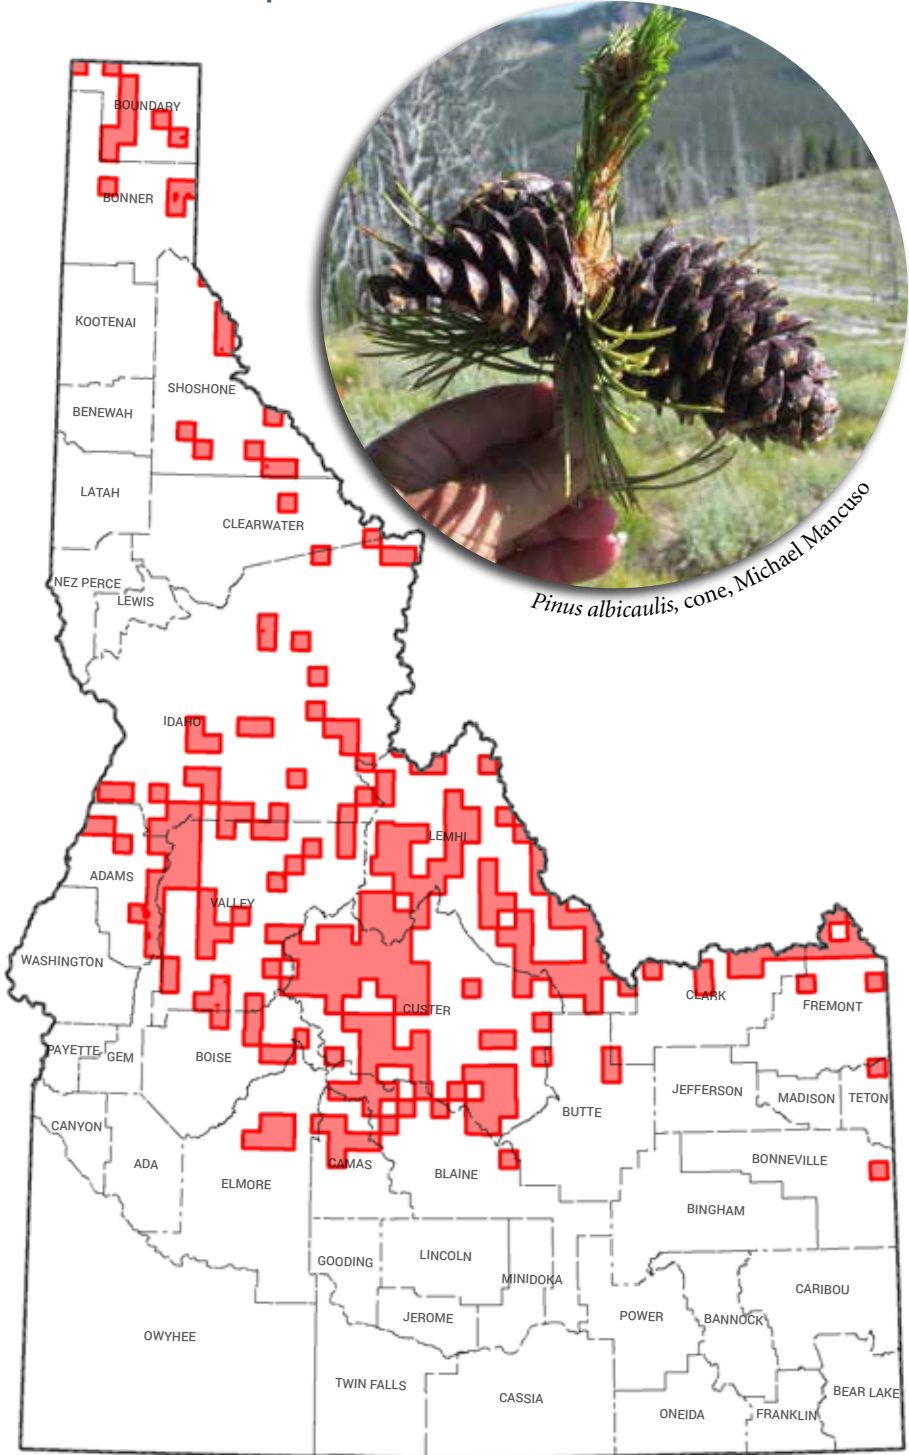 BOUNDARY
BONNER
KOOTENAI
SHOSHONE
BENEWAH
LATAH
CLEARWATER
NEZ PERCE
LEWIS
Pinus albicaulis, cone, Michael Mancuso
IDAHO
LEMHI
ADAMS
VALLEY
WASHINGTON
CUSTER
CLARK
FREMONT
PAYETTE
GEM
BOISE
JEFFERSON
MADISON
TETON
BUTTE
CANYON
ADA
ELMORE
CAMAS
BLAINE
BONNEVILLE
BINGHAM
GOODING
LINCOLN
MINIDOKA
CARIBOU
JEROME
POWER
BANNOCK
OWYHEE
TWIN FALLS
CASSIA
BEAR LAKE
ONEIDA
FRANKLIN